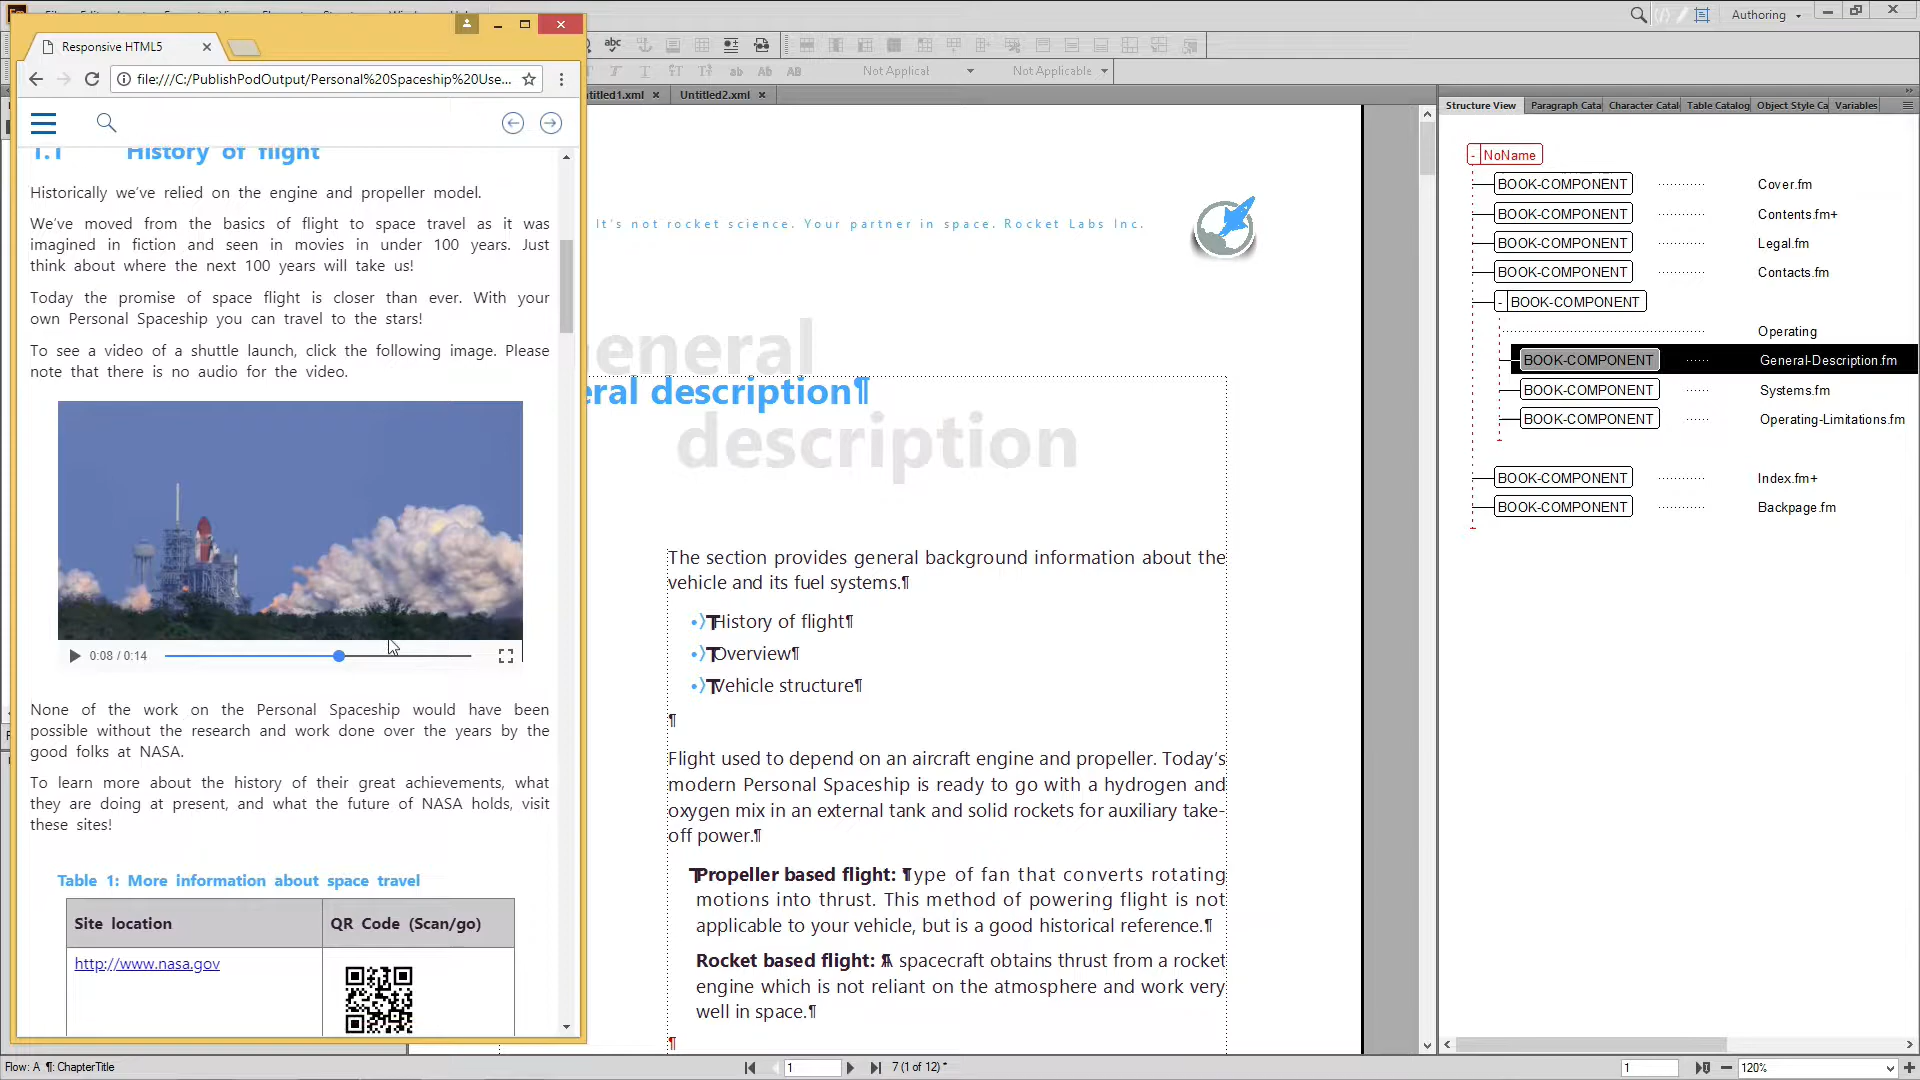 Responsive HTML5
file:///C:/PublishPodOutput/Personal%20Spaceship%20Use...
1.1 History of flight
Historically we've relied on the engine and propeller model.
We've moved from the basics of flight to space travel as it was
imagined in fiction and seen in movies in under 100 years. Just
think about where the next 100 years will take us!
Today the promise of space flight is closer than ever. With your
own Personal Spaceship you can travel to the stars!
To see a video of a shuttle launch, click the following image. Please
note that there is no audio for the video.
0:08 / 0:14
None of the work on the Personal Spaceship would have been
possible without the research and work done over the years by the
good folks at NASA.
To learn more about the history of their great achievements, what
they are doing at present, and what the future of NASA holds, visit
these sites!
Table 1: More information about space travel
Site location QR Code (Scan/go)
http://www.nasa.gov
Authoring
Not Applical Not Applicable
ntitled1.xml Untitled2.xml
It's not rocket science. Your partner in space. Rocket Labs Inc.
eneral
eral description¶
description
The section provides general background information about the
vehicle and its fuel systems.¶
History of flight¶
Overview¶
Vehicle structure¶
¶
Flight used to depend on an aircraft engine and propeller. Today's
modern Personal Spaceship is ready to go with a hydrogen and
oxygen mix in an external tank and solid rockets for auxiliary take-
off power.¶
Propeller based flight: ¶Type of fan that converts rotating
motions into thrust. This method of powering flight is not
applicable to your vehicle, but is a good historical reference.¶
Rocket based flight: ¶A spacecraft obtains thrust from a rocket
engine which is not reliant on the atmosphere and work very
well in space.¶
¶
Structure View Paragraph Cata Character Catal Table Catalog Object Style Ca Variables
NoName
BOOK-COMPONENT Cover.fm
BOOK-COMPONENT Contents.fm+
BOOK-COMPONENT Legal.fm
BOOK-COMPONENT Contacts.fm
BOOK-COMPONENT
Operating
BOOK-COMPONENT General-Description.fm
BOOK-COMPONENT Systems.fm
BOOK-COMPONENT Operating-Limitations.fm
BOOK-COMPONENT Index.fm+
BOOK-COMPONENT Backpage.fm
Flow: A ¶: ChapterTitle
1 7 (1 of 12) *
1 120%